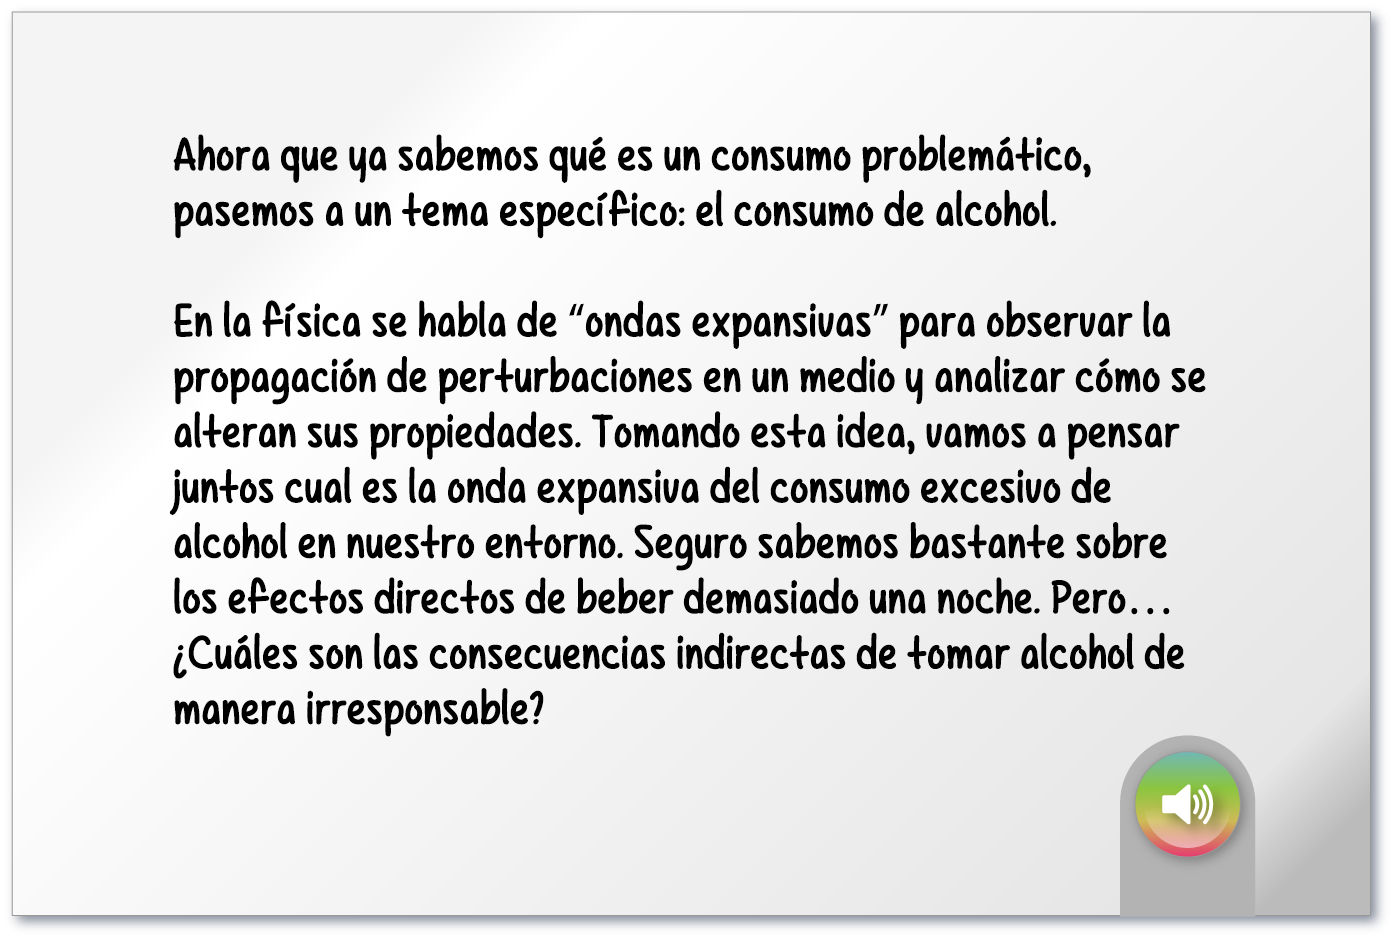 Ahora que ya sabemos qué es un consumo problemático,
pasemos a un tema específico: el consumo de alcohol.
En la física se habla de “ondas expansivas” para observar la
propagación de perturbaciones en un medio y analizar cómo se
alteran sus propiedades. Tomando esta idea, vamos a pensar
juntos cual es la onda expansiva del consumo excesivo de
alcohol en nuestro entorno. Seguro sabemos bastante sobre
los efectos directos de beber demasiado una noche. Pero...
¿Cuáles son las consecuencias indirectas de tomar alcohol de
manera irresponsable?